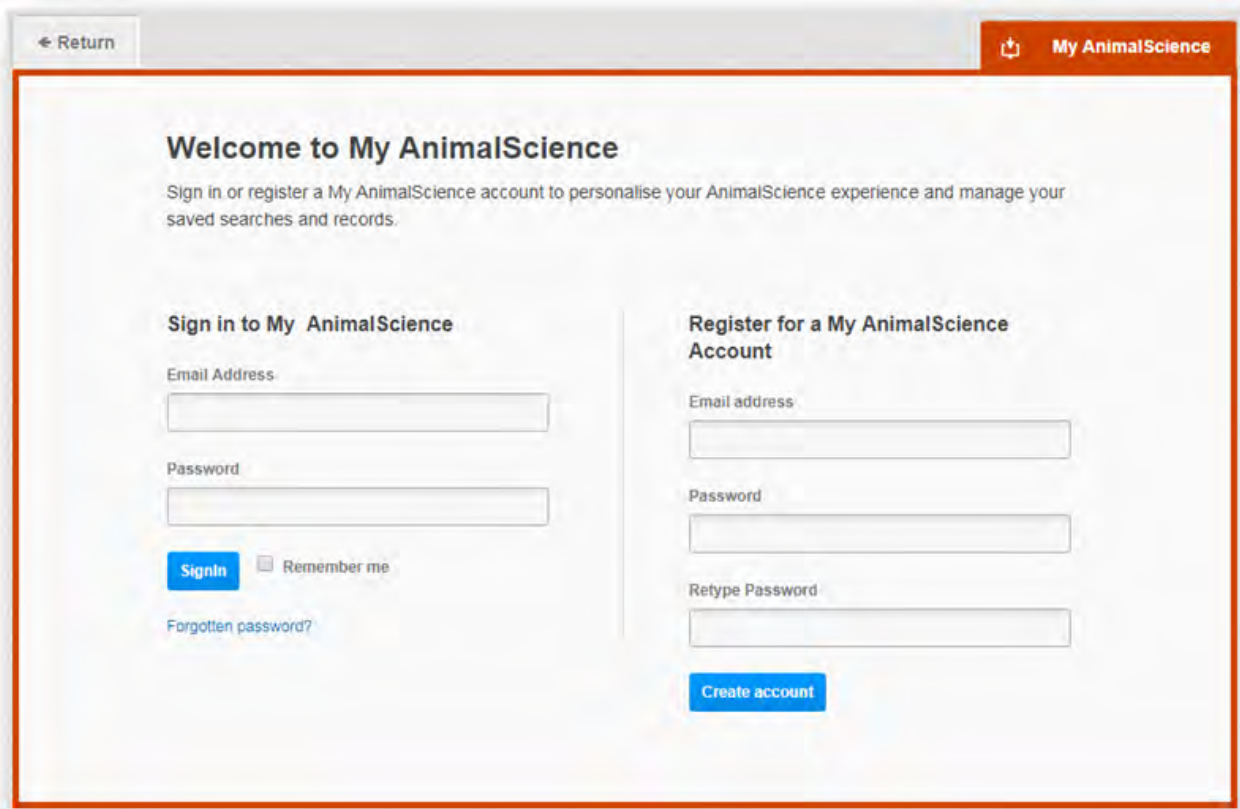 Return
My AnimalScience
Welcome to My AnimalScience
Sign in or register a My AnimalScience account to personalise your AnimalScience experience and manage your
saved searches and records.
Sign in to My AnimalScience
Email Address
Password
SignIn
Remember me
Forgotten password?
Register for a My AnimalScience
Account
Email address
Password
Retype Password
Create account